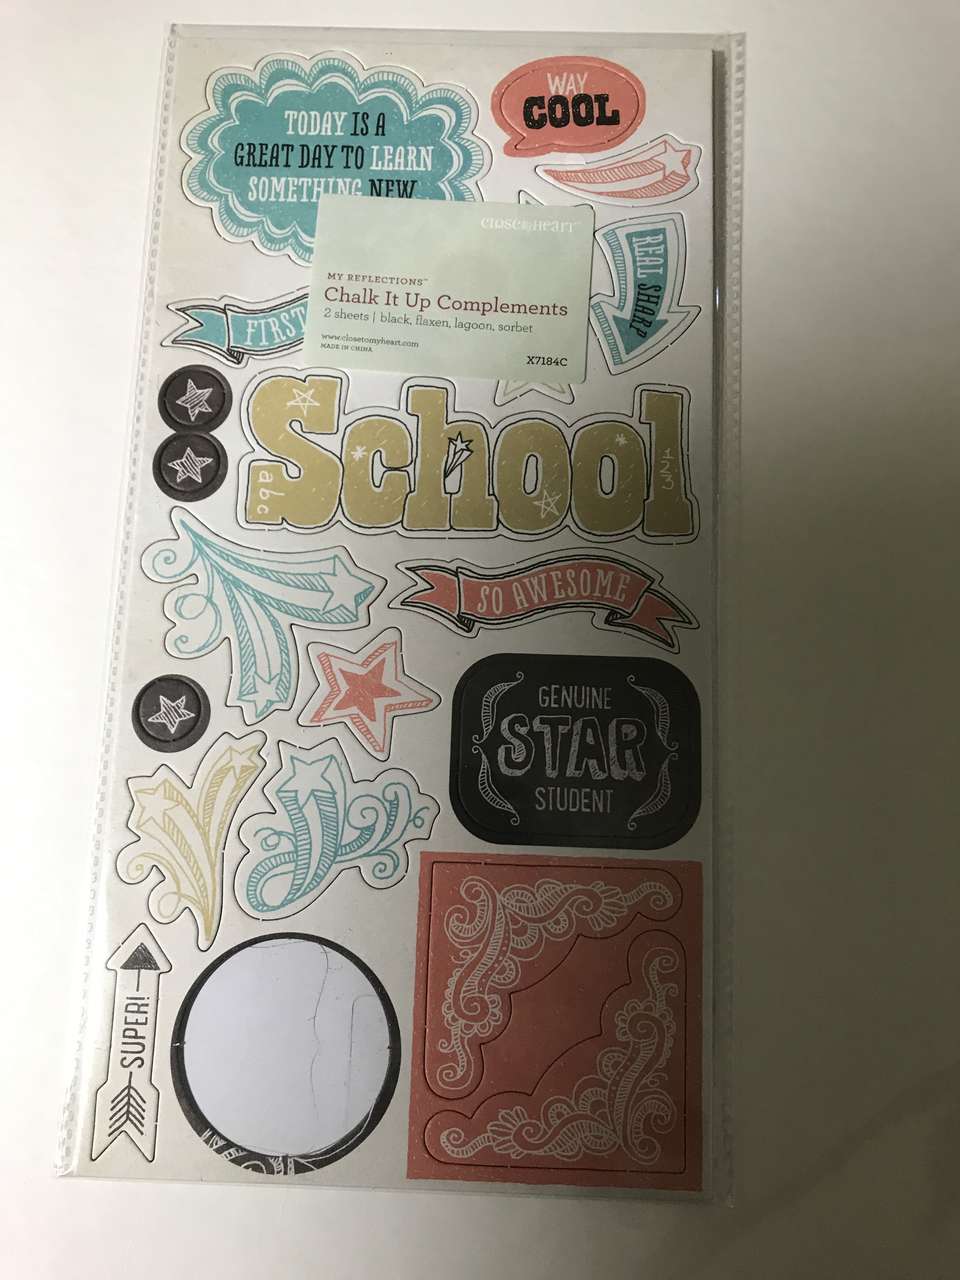 TODAY IS A
GREAT DAY TO LEARN
SOMETHING NEW
WAY
COOL
REAL SHARP
close to my heart™
MY REFLECTIONS™
Chalk It Up Complements
2 sheets | black, flaxen, lagoon, sorbet
www.closetomyheart.com
MADE IN CHINA
X7184C
FIRST
School
abc
123
SO AWESOME
GENUINE
STAR
STUDENT
SUPER!